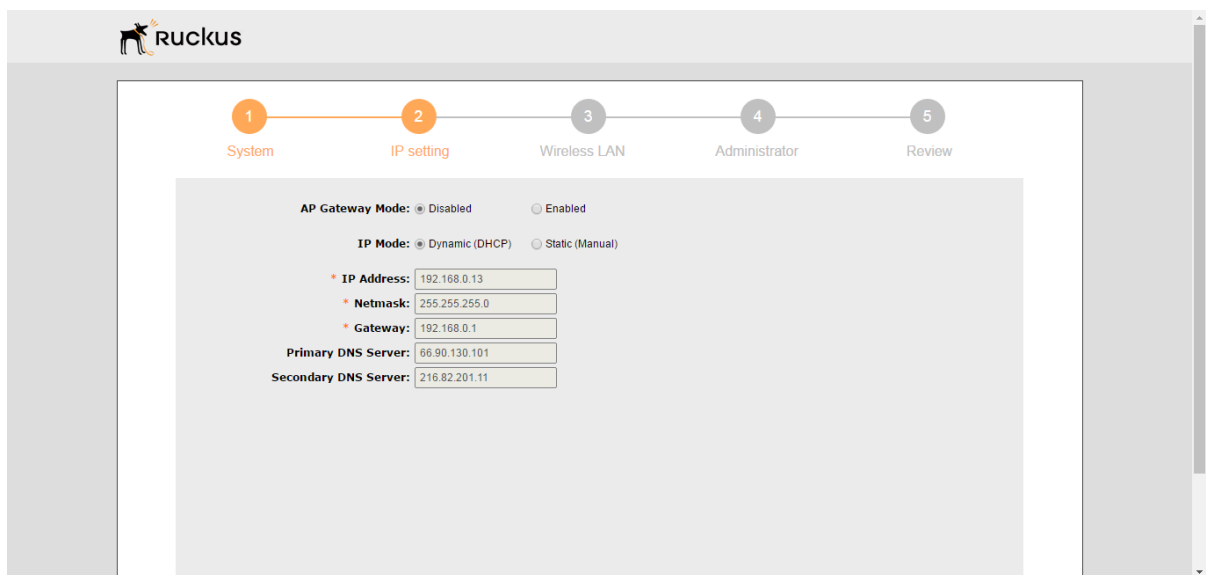 Ruckus
1 2 3 4 5
System IP setting Wireless LAN Administrator Review
AP Gateway Mode: Disabled Enabled
IP Mode: Dynamic (DHCP) Static (Manual)
* IP Address: 192.168.0.13
* Netmask: 255.255.255.0
* Gateway: 192.168.0.1
Primary DNS Server: 66.90.130.101
Secondary DNS Server: 216.82.201.11